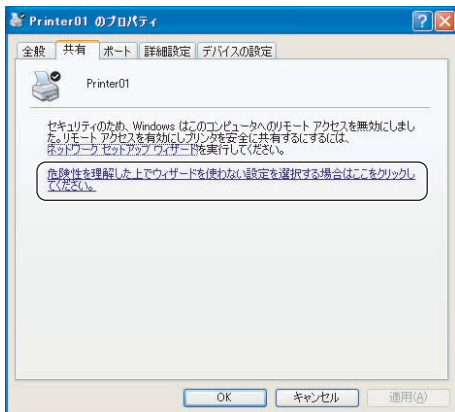 Printer01 のプロパティ
全般 共有 ポート 詳細設定 デバイスの設定
Printer01
セキュリティのため、Windows はこのコンピュータへのリモート アクセスを無効にしまし
た。リモート アクセスを有効にしプリンタを安全に共有するにするには、
ネットワーク セットアップ ウィザードを実行してください。
危険性を理解した上でウィザードを使わない設定を選択する場合はここをクリックし
てください。
OK キャンセル 適用(A)